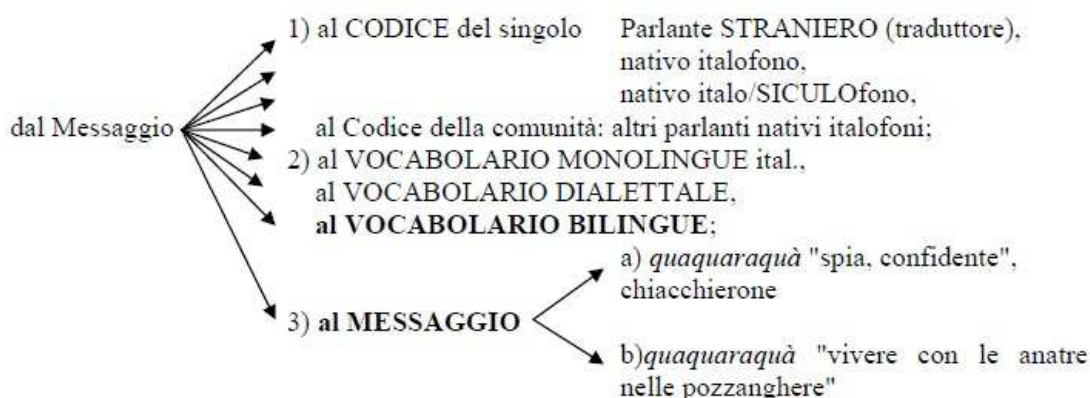 1) al CODICE del singolo Parlante STRANIERO (traduttore),
nativo italofono,
nativo italo/SICULOfono,
dal Messaggio
al Codice della comunità: altri parlanti nativi italofoni;
2) al VOCABOLARIO MONOLINGUE ital.,
al VOCABOLARIO DIALETTALE,
al VOCABOLARIO BILINGUE;
3) al MESSAGGIO
a) quaquaraquà "spia, confidente",
chiacchierone
b)quaquaraquà "vivere con le anatre
nelle pozzanghere"